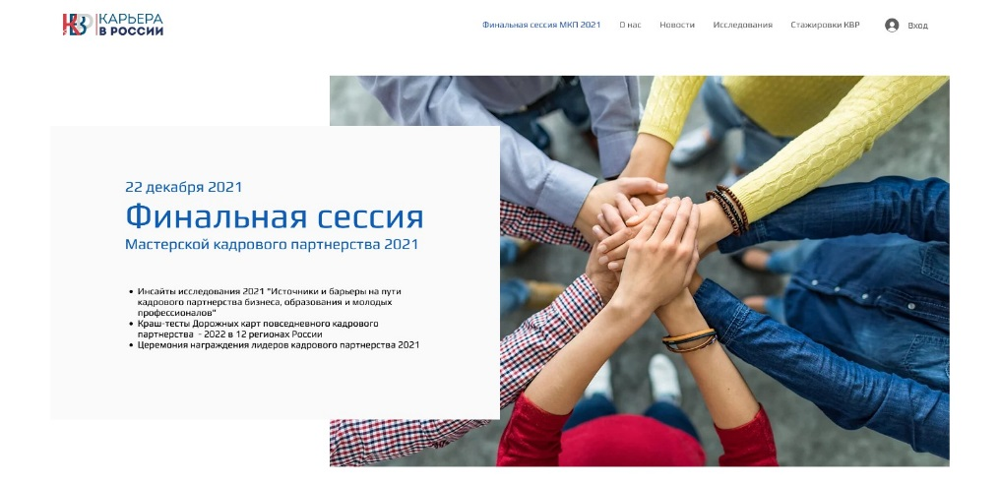 КВР
КАРЬЕРА
В РОССИИ
Финальная сессия МКП 2021
О нас
Новости
Исследования
Стажировки КВР
Вход
22 декабря 2021
Финальная сессия
Мастерской кадрового партнерства 2021
Инсайты исследования 2021 "Источники и барьеры на пути
кадрового партнерства бизнеса, образования и молодых
профессионалов"
Краш-тесты Дорожных карт повседневного кадрового
партнерства - 2022 в 12 регионах России
Церемония награждения лидеров кадрового партнерства 2021